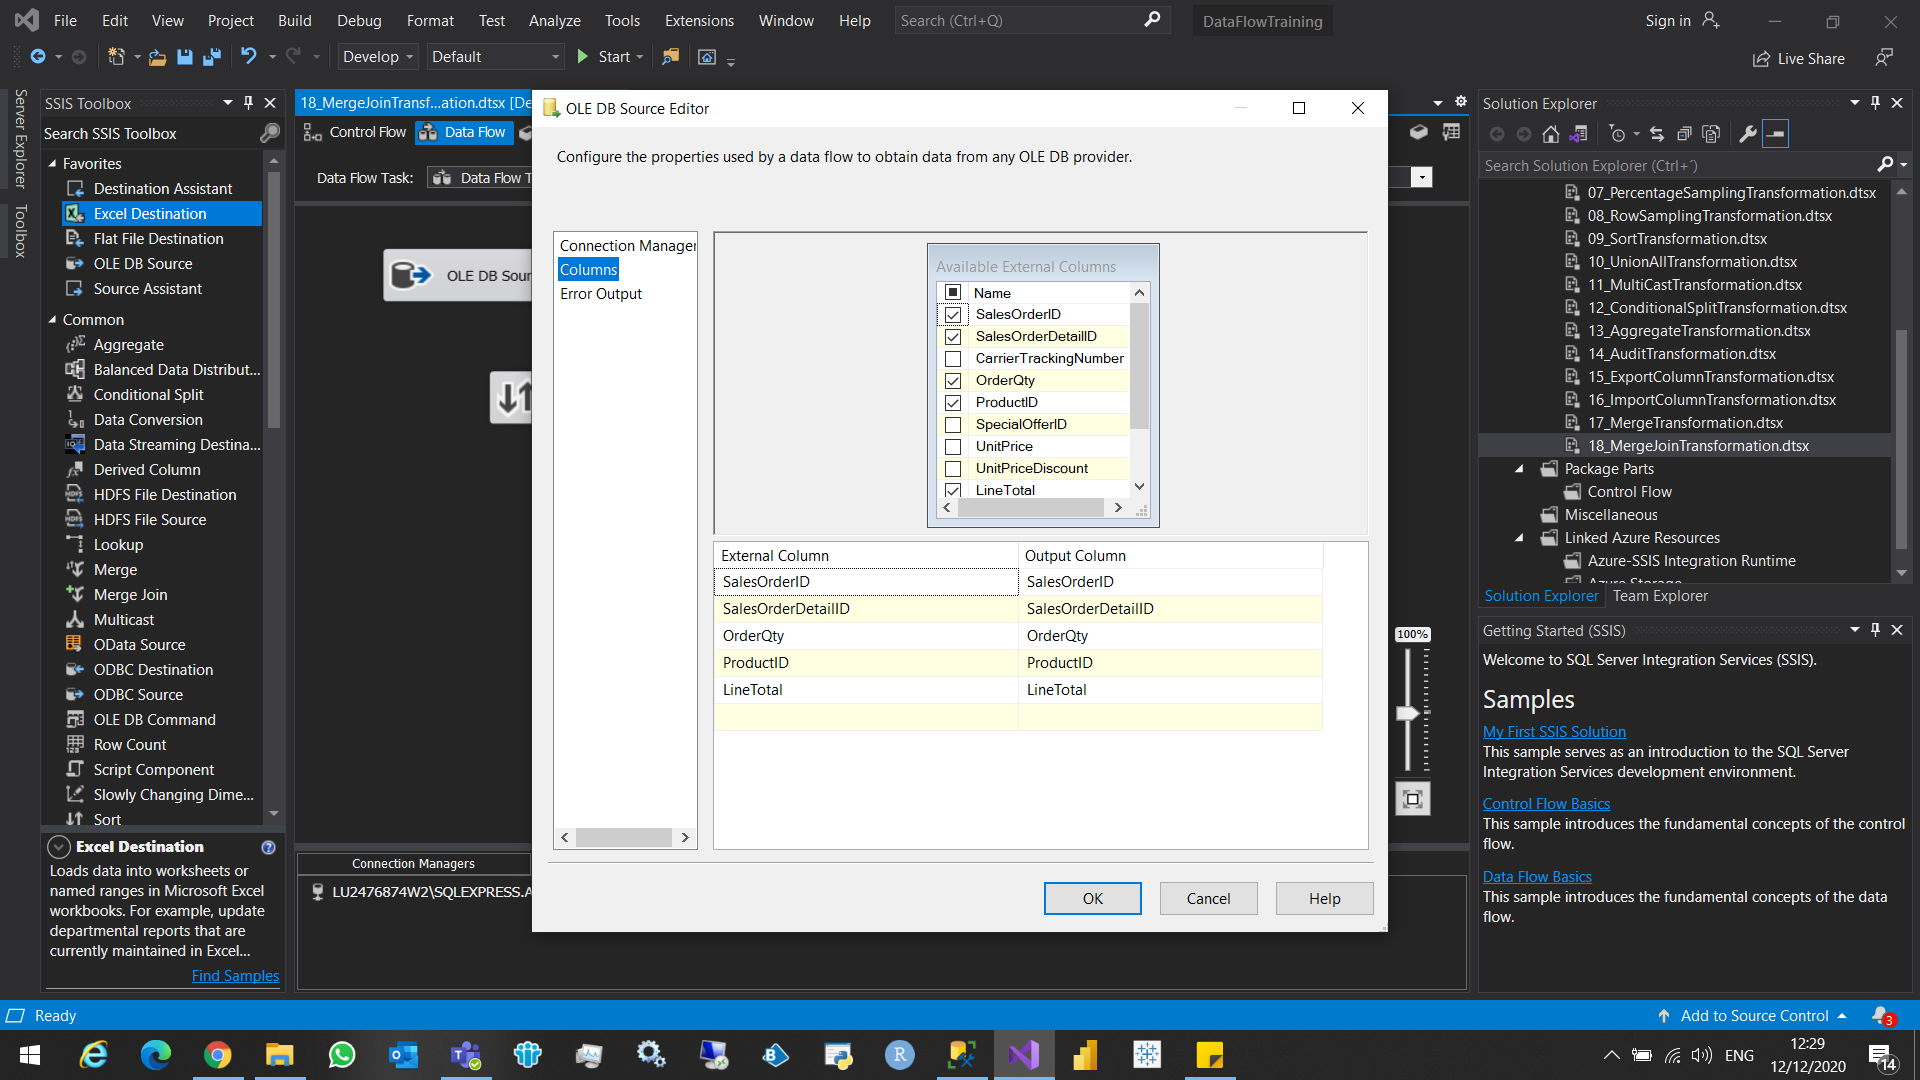 File Edit View Project Build Debug Format Test Analyze Tools Extensions Window Help Search (Ctrl+Q) DataFlowTraining Sign in
Develop Default Start Live Share
Server Explorer
Toolbox
SSIS Toolbox
Search SSIS Toolbox
Favorites
Destination Assistant
Excel Destination
Flat File Destination
OLE DB Source
Source Assistant
Common
Aggregate
Balanced Data Distribut...
Conditional Split
Data Conversion
Data Streaming Destina...
Derived Column
HDFS File Destination
HDFS File Source
Lookup
Merge
Merge Join
Multicast
OData Source
ODBC Destination
ODBC Source
OLE DB Command
Row Count
Script Component
Slowly Changing Dime...
Sort
Excel Destination
Loads data into worksheets or
named ranges in Microsoft Excel
workbooks. For example, update
departmental reports that are
currently maintained in Excel...
Find Samples
18_MergeJoinTransf...ation.dtsx [De
Control Flow Data Flow
Data Flow Task: Data Flow T
OLE DB Sour
Connection Managers
LU2476874W2\SQLEXPRESS.A
100%
OLE DB Source Editor
Configure the properties used by a data flow to obtain data from any OLE DB provider.
Connection Manager
Columns
Error Output
Available External Columns
Name
SalesOrderID
SalesOrderDetailID
CarrierTrackingNumber
OrderQty
ProductID
SpecialOfferID
UnitPrice
UnitPriceDiscount
LineTotal
External Column Output Column
SalesOrderID SalesOrderID
SalesOrderDetailID SalesOrderDetailID
OrderQty OrderQty
ProductID ProductID
LineTotal LineTotal
OK Cancel Help
Solution Explorer
Search Solution Explorer (Ctrl+¨)
07_PercentageSamplingTransformation.dtsx
08_RowSamplingTransformation.dtsx
09_SortTransformation.dtsx
10_UnionAllTransformation.dtsx
11_MultiCastTransformation.dtsx
12_ConditionalSplitTransformation.dtsx
13_AggregateTransformation.dtsx
14_AuditTransformation.dtsx
15_ExportColumnTransformation.dtsx
16_ImportColumnTransformation.dtsx
17_MergeTransformation.dtsx
18_MergeJoinTransformation.dtsx
Package Parts
Control Flow
Miscellaneous
Linked Azure Resources
Azure-SSIS Integration Runtime
Azure Storage
Solution Explorer Team Explorer
Getting Started (SSIS)
Welcome to SQL Server Integration Services (SSIS).
Samples
My First SSIS Solution
This sample serves as an introduction to the SQL Server
Integration Services development environment.
Control Flow Basics
This sample introduces the fundamental concepts of the control
flow.
Data Flow Basics
This sample introduces the fundamental concepts of the data
flow.
Ready Add to Source Control 3
ENG 12:29
12/12/2020 14